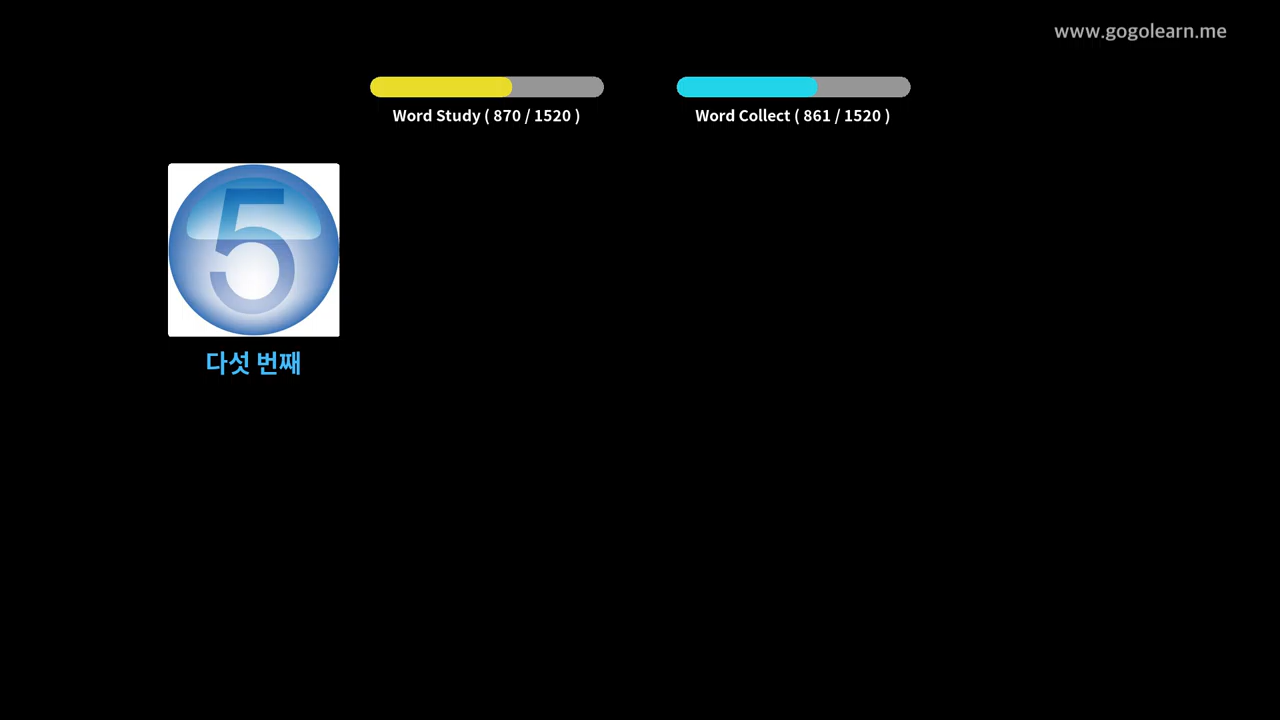 www.gogolearn.me
Word Study ( 870 / 1520 )
Word Collect ( 861 / 1520 )
5
다섯 번째